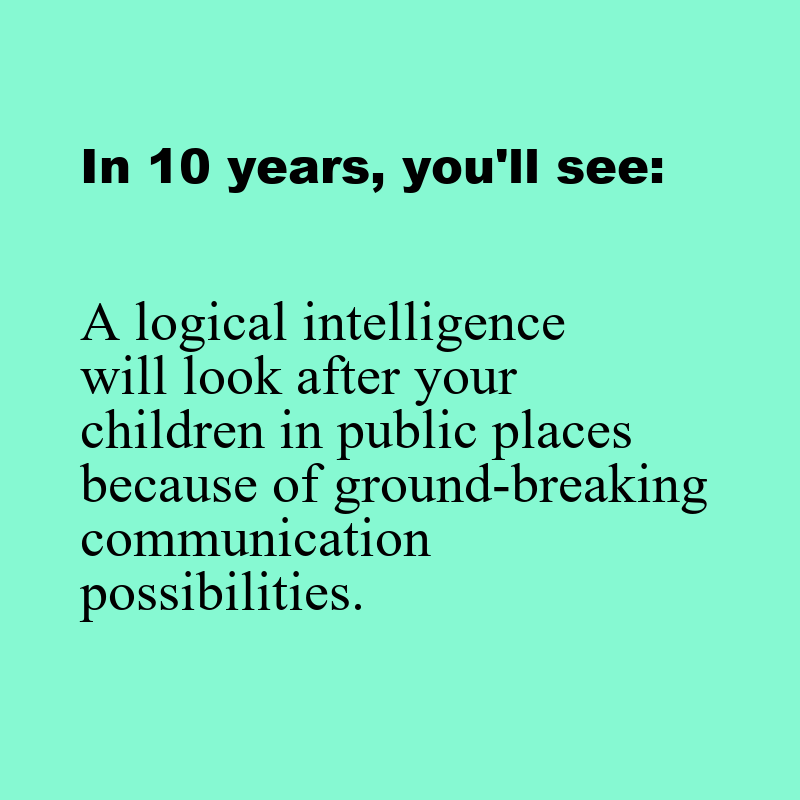 In 10 years, you'll see:
A logical intelligence
will look after your
children in public places
because of ground-breaking
communication
possibilities.